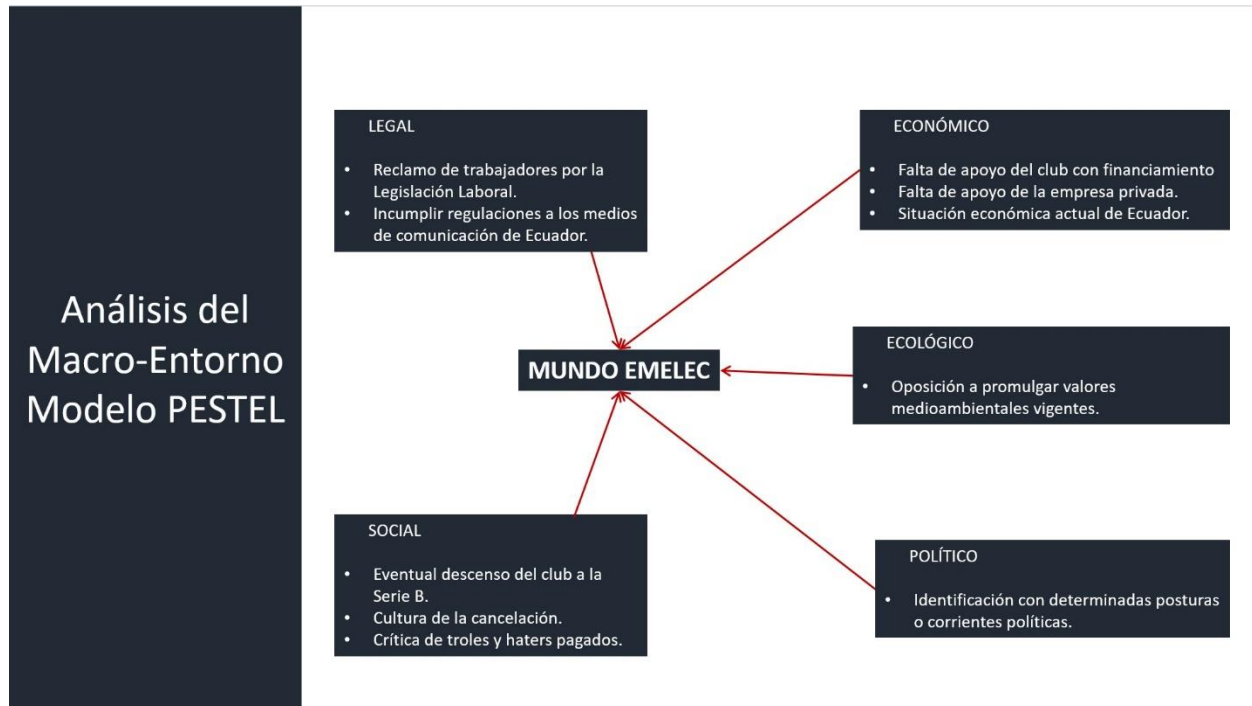 Análisis del
Macro-Entorno
Modelo PESTEL
LEGAL
• Reclamo de trabajadores por la
Legislación Laboral.
• Incumplir regulaciones a los medios
de comunicación de Ecuador.
ECONÓMICO
• Falta de apoyo del club con financiamiento
• Falta de apoyo de la empresa privada.
• Situación económica actual de Ecuador.
MUNDO EMELEC
ECOLÓGICO
• Oposición a promulgar valores
medioambientales vigentes.
SOCIAL
• Eventual descenso del club a la
Serie B.
• Cultura de la cancelación.
• Crítica de troles y haters pagados.
POLÍTICO
• Identificación con determinadas posturas
o corrientes políticas.